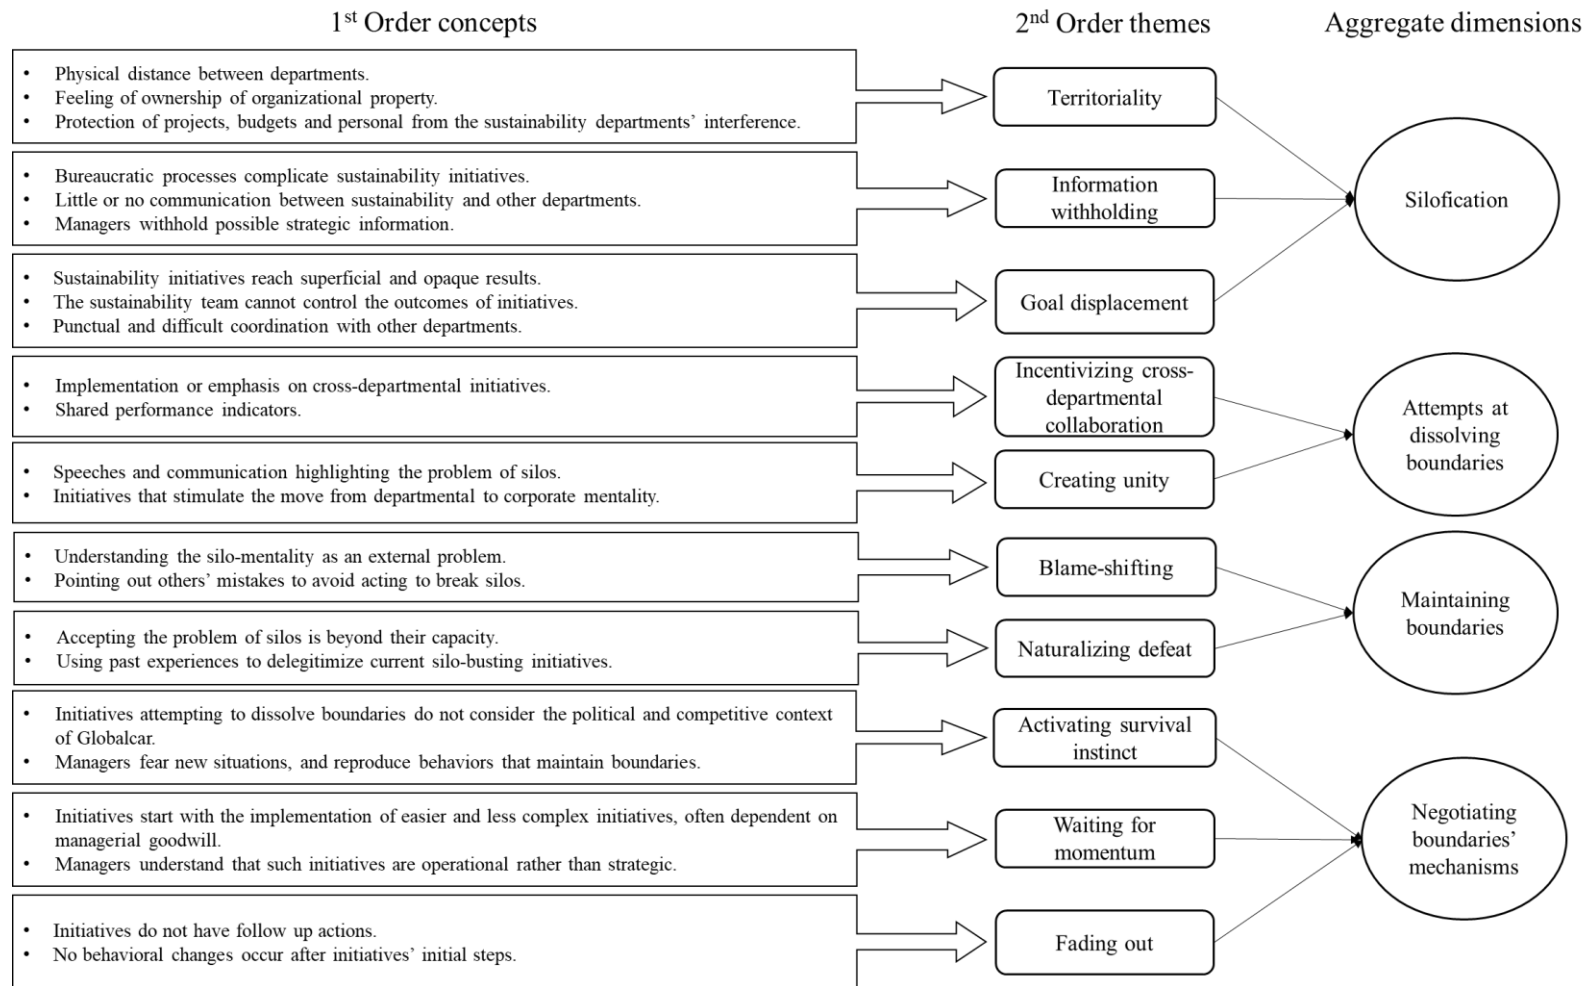 1st Order concepts
2nd Order themes
Aggregate dimensions
• Physical distance between departments.
• Feeling of ownership of organizational property.
• Protection of projects, budgets and personal from the sustainability departments’ interference.
Territoriality
• Bureaucratic processes complicate sustainability initiatives.
• Little or no communication between sustainability and other departments.
• Managers withhold possible strategic information.
Information
withholding
Silofication
• Sustainability initiatives reach superficial and opaque results.
• The sustainability team cannot control the outcomes of initiatives.
• Punctual and difficult coordination with other departments.
Goal displacement
• Implementation or emphasis on cross-departmental initiatives.
• Shared performance indicators.
Incentivizing cross-
departmental
collaboration
• Speeches and communication highlighting the problem of silos.
• Initiatives that stimulate the move from departmental to corporate mentality.
Creating unity
Attempts at
dissolving
boundaries
• Understanding the silo-mentality as an external problem.
• Pointing out others’ mistakes to avoid acting to break silos.
Blame-shifting
• Accepting the problem of silos is beyond their capacity.
• Using past experiences to delegitimize current silo-busting initiatives.
Naturalizing defeat
Maintaining
boundaries
• Initiatives attempting to dissolve boundaries do not consider the political and competitive context
of Globalcar.
• Managers fear new situations, and reproduce behaviors that maintain boundaries.
Activating survival
instinct
• Initiatives start with the implementation of easier and less complex initiatives, often dependent on
managerial goodwill.
• Managers understand that such initiatives are operational rather than strategic.
Waiting for
momentum
Negotiating
boundaries’
mechanisms
• Initiatives do not have follow up actions.
• No behavioral changes occur after initiatives’ initial steps.
Fading out